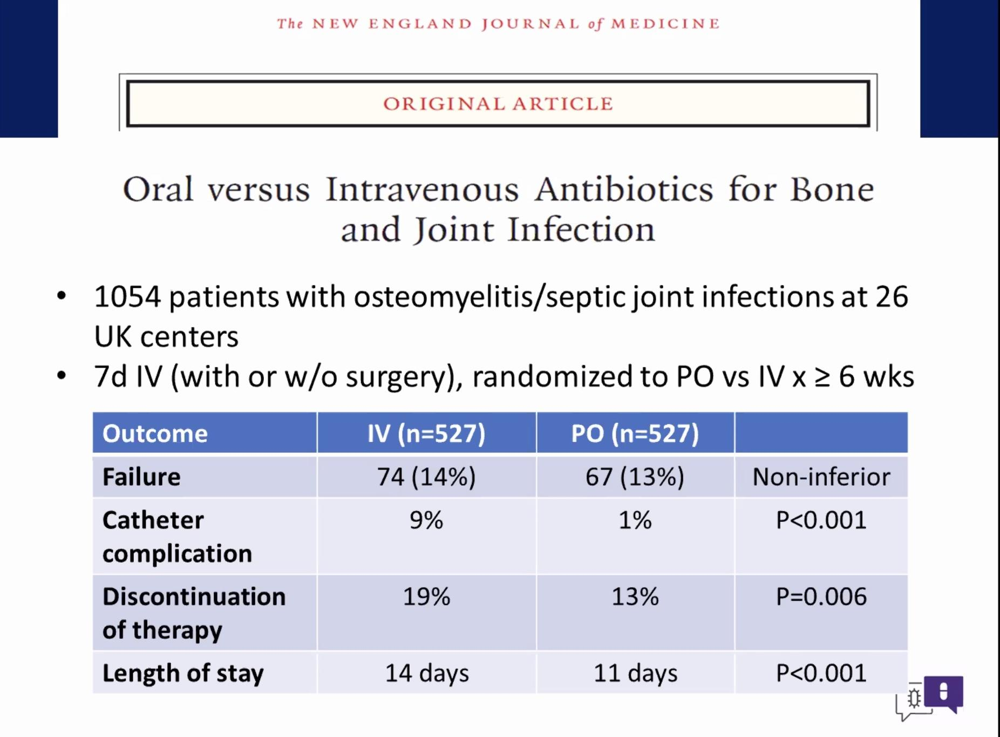 The NEW ENGLAND JOURNAL of MEDICINE
ORIGINAL ARTICLE
Oral versus Intravenous Antibiotics for Bone
and Joint Infection
• 1054 patients with osteomyelitis/septic joint infections at 26
UK centers
• 7d IV (with or w/o surgery), randomized to PO vs IV x ≥ 6 wks
Outcome IV (n=527) PO (n=527)
Failure 74 (14%) 67 (13%) Non-inferior
Catheter 9% 1% P<0.001
complication
Discontinuation 19% 13% P=0.006
of therapy
Length of stay 14 days 11 days P<0.001